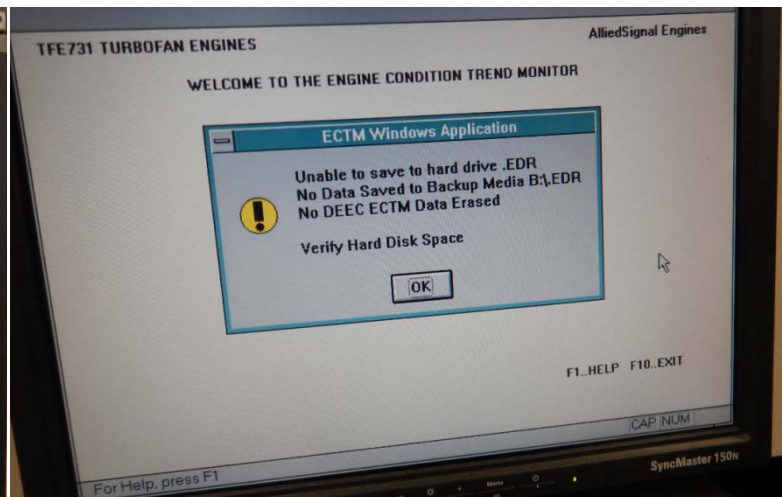 TFE731 TURBOFAN ENGINES
AlliedSignal Engines
WELCOME TO THE ENGINE CONDITION TREND MONITOR
ECTM Windows Application
Unable to save to hard drive .EDR
No Data Saved to Backup Media B:\.EDR
No DEEC ECTM Data Erased
Verify Hard Disk Space
OK
F1..HELP F10..EXIT
CAP NUM
For Help, press F1
Menu
SyncMaster 150N